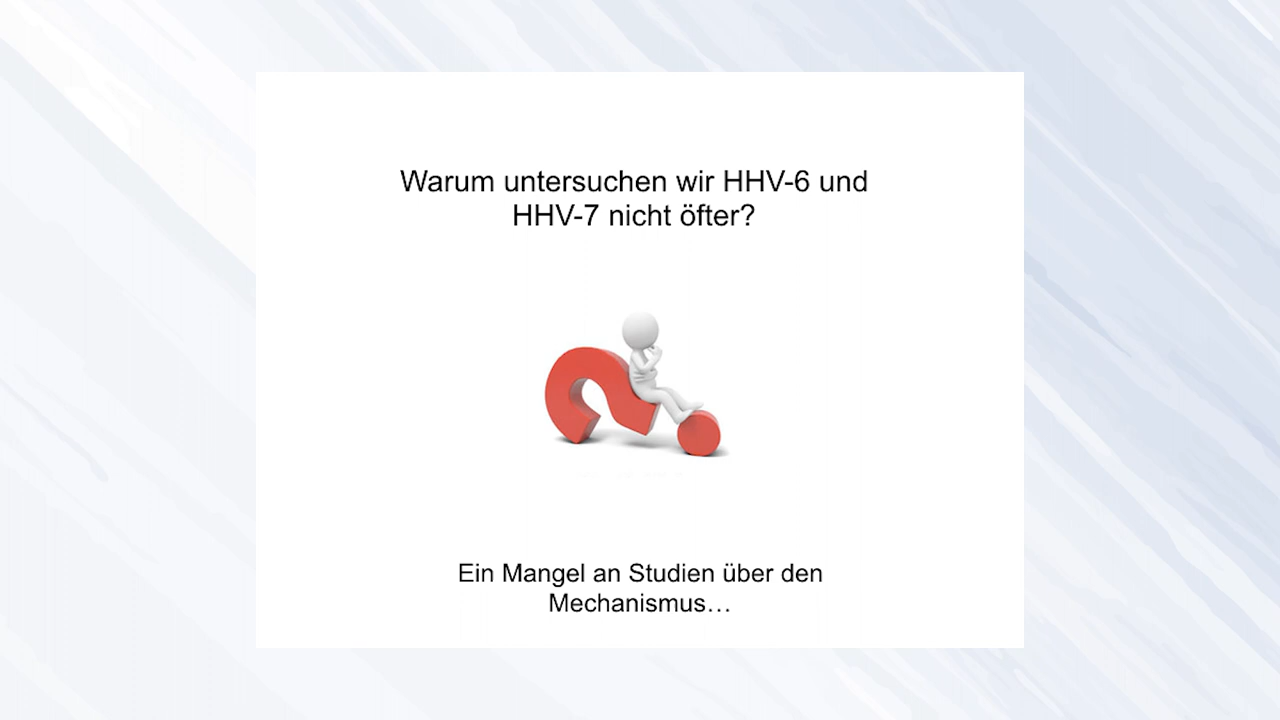 Warum untersuchen wir HHV-6 und
HHV-7 nicht öfter?
Ein Mangel an Studien über den
Mechanismus…